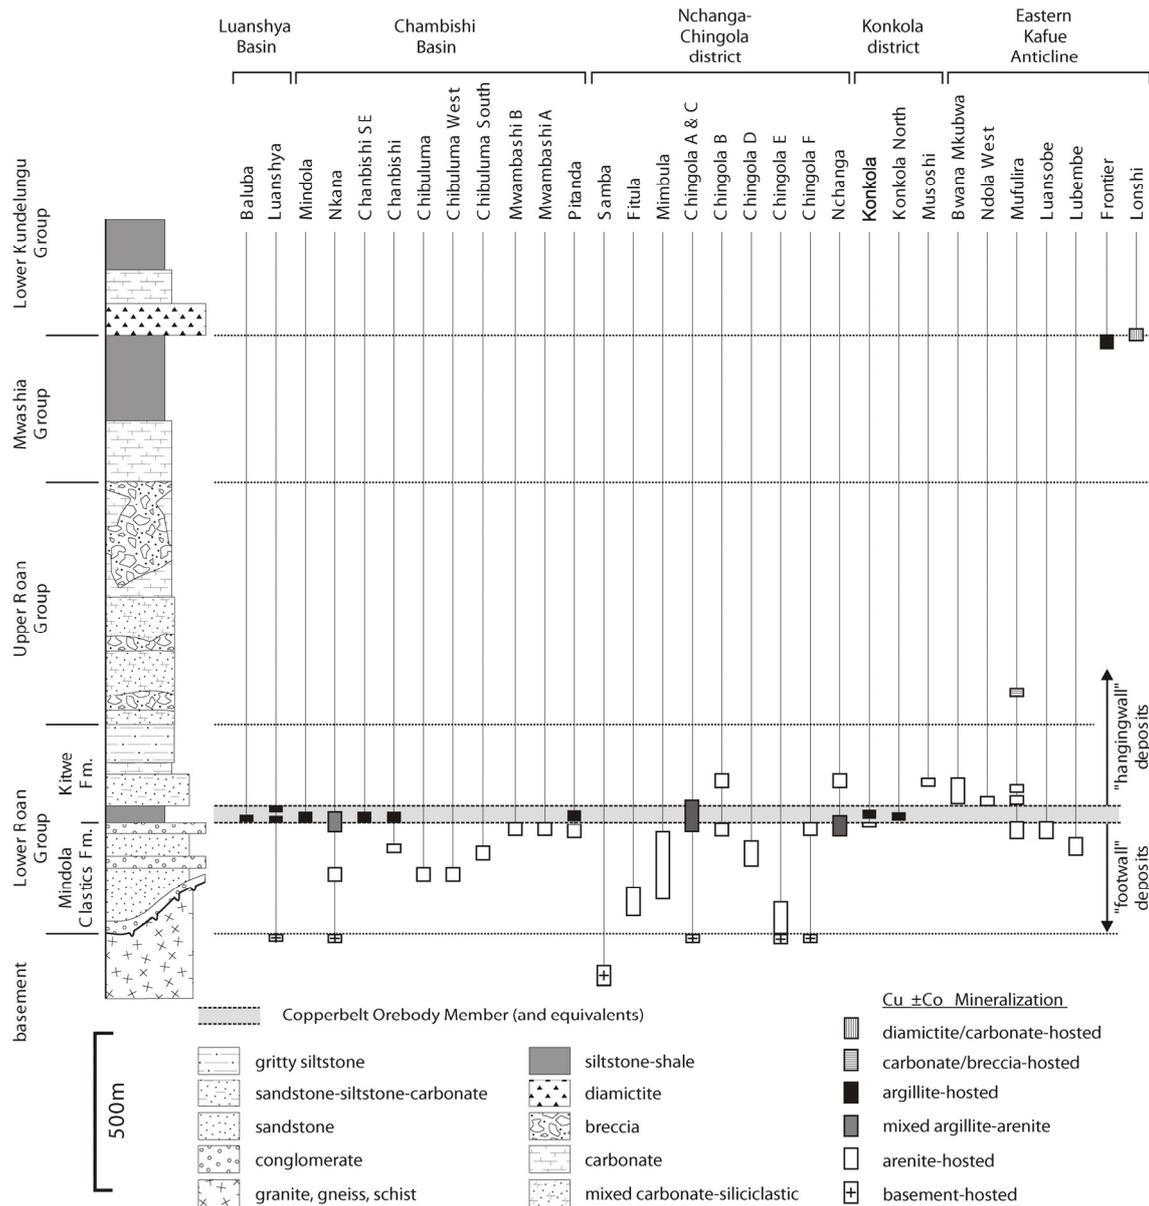 Luanshya
Basin
Chambishi
Basin
Nchanga-
Chingola
district
Konkola
district
Eastern
Kafue
Anticline
Baluba
Luanshya
Mindola
Nkana
Chanbishi S E
Chanbishi
Chibuluma
Chibuluma West
Chibuluma South
Mwambashi B
Mwambashi A
Pitanda
Samba
Fitula
Mimbula
Chingola A & C
Chingola B
Chingola D
Chingola E
Chingola F
Nchanga
Konkola
Konkola North
Musoshi
Bwana Mkubwa
Ndola West
Mufulira
Luansobe
Lubembe
Frontier
Lonshi
Lower Kundelungu
Group
Mwashia
Group
Upper Roan
Group
Lower Roan
Group
Kitwe
Fm.
Mindola
Clastics Fm.
basement
"hangingwall"
deposits
"footwall"
deposits
500m
Copperbelt Orebody Member (and equivalents)
gritty siltstone
sandstone-siltstone-carbonate
sandstone
conglomerate
granite, gneiss, schist
siltstone-shale
diamictite
breccia
carbonate
mixed carbonate-siliciclastic
Cu ±Co Mineralization
diamictite/carbonate-hosted
carbonate/breccia-hosted
argillite-hosted
mixed argillite-arenite
arenite-hosted
basement-hosted